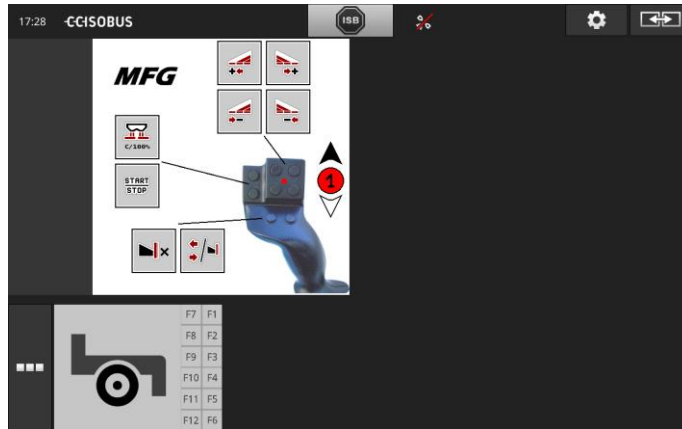 17:28 CCISOBUS ISB
MFG
C/100%
START
STOP
1
F7 F1
F8 F2
F9 F3
F10 F4
F11 F5
F12 F6